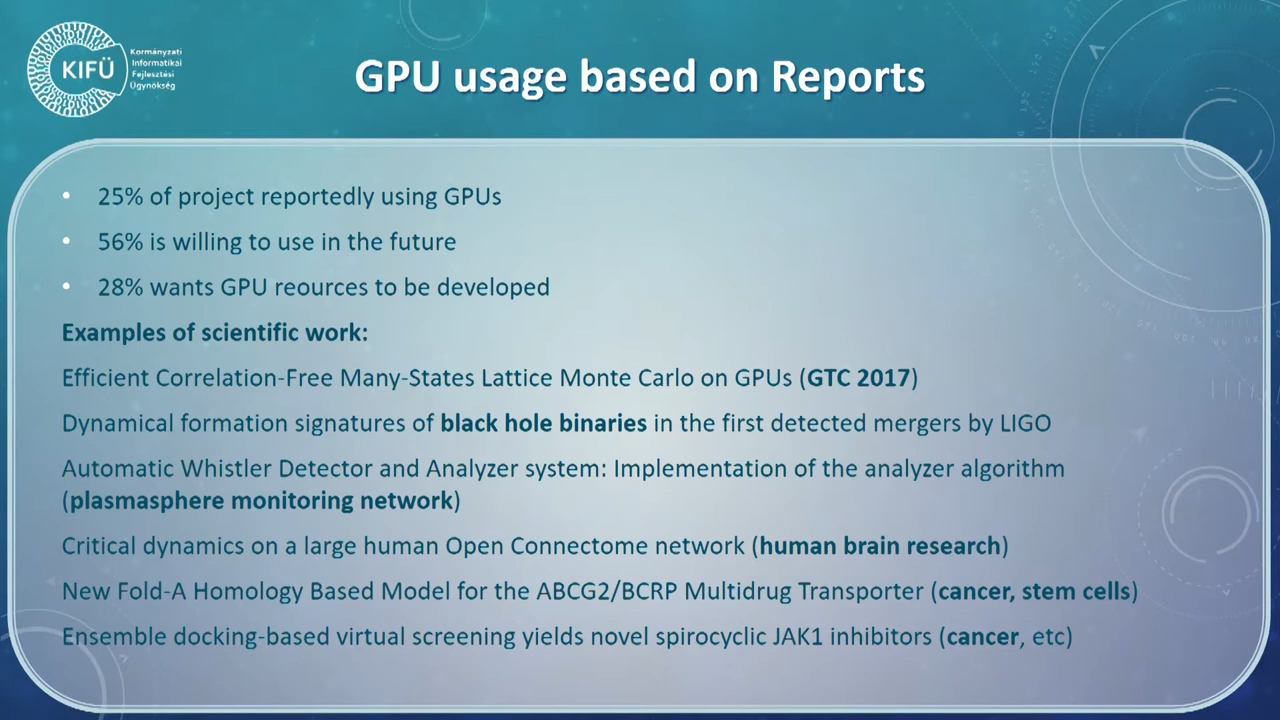 KIFÜ
Kormányzati
Informatikai
Fejlesztési
Ügynökség
GPU usage based on Reports
• 25% of project reportedly using GPUs
• 56% is willing to use in the future
• 28% wants GPU reources to be developed
Examples of scientific work:
Efficient Correlation-Free Many-States Lattice Monte Carlo on GPUs (GTC 2017)
Dynamical formation signatures of black hole binaries in the first detected mergers by LIGO
Automatic Whistler Detector and Analyzer system: Implementation of the analyzer algorithm
(plasmasphere monitoring network)
Critical dynamics on a large human Open Connectome network (human brain research)
New Fold-A Homology Based Model for the ABCG2/BCRP Multidrug Transporter (cancer, stem cells)
Ensemble docking-based virtual screening yields novel spirocyclic JAK1 inhibitors (cancer, etc)